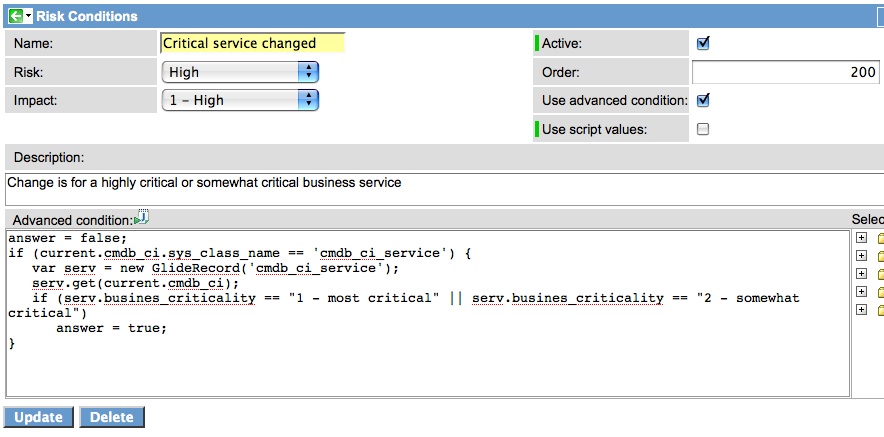 Risk Conditions
Name: Critical service changed Active:
Risk: High Order: 200
Impact: 1 - High Use advanced condition:
Use script values:
Description:
Change is for a highly critical or somewhat critical business service
Advanced condition: Selec
answer = false;
if (current.cmdb_ci.sys_class_name == 'cmdb_ci_service') {
var serv = new GlideRecord('cmdb_ci_service');
serv.get(current.cmdb_ci);
if (serv.busines_criticality == "1 - most critical" || serv.busines_criticality == "2 - somewhat
critical")
answer = true;
}
Update Delete